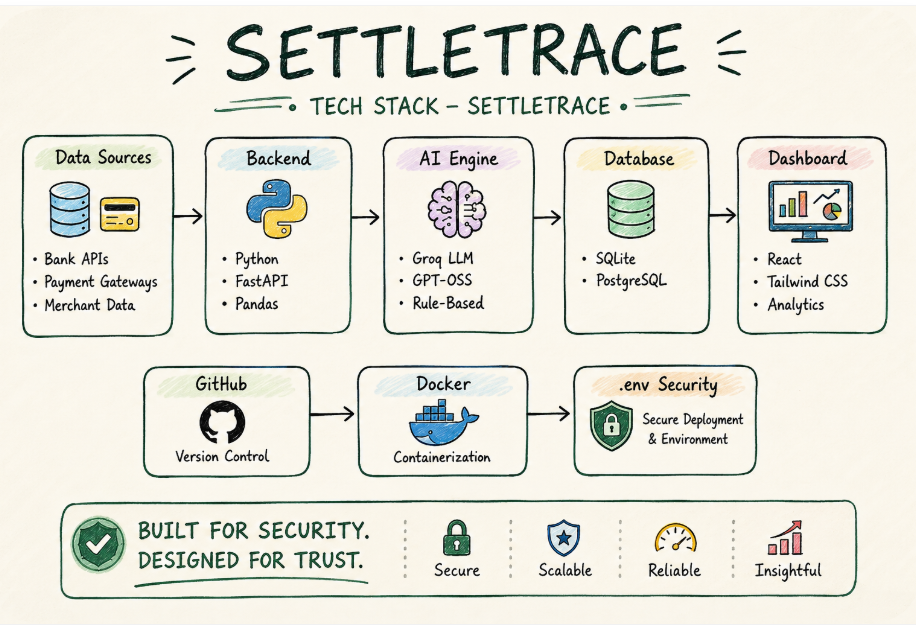 SETTLETRACE
• TECH STACK – SETTLETRACE •
Data Sources
• Bank APIs
• Payment Gateways
• Merchant Data
Backend
• Python
• FastAPI
• Pandas
AI Engine
• Groq LLM
• GPT-OSS
• Rule-Based
Database
• SQLite
• PostgreSQL
Dashboard
• React
• Tailwind CSS
• Analytics
GitHub
Version Control
Docker
Containerization
.env Security
Secure Deployment
& Environment
BUILT FOR SECURITY.
DESIGNED FOR TRUST.
Secure
Scalable
Reliable
Insightful